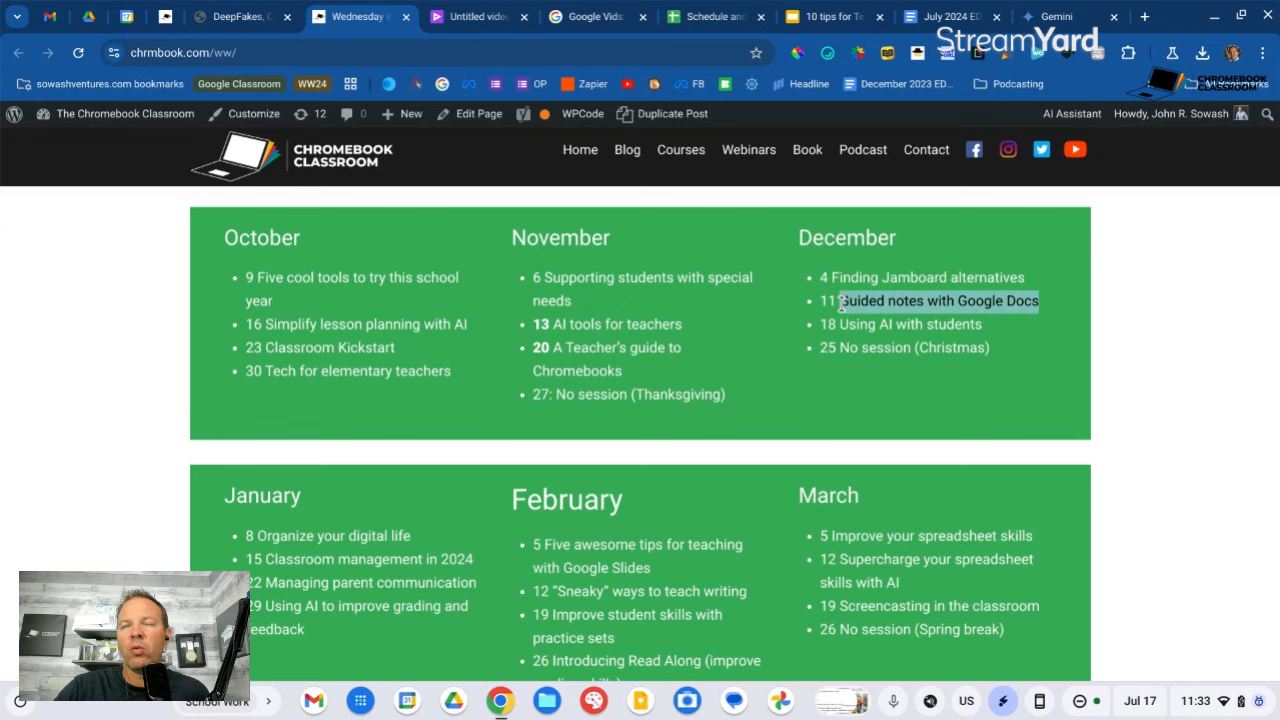 DeepFakes, C
Wednesday
Untitled vide
Google Vids
Schedule and
10 tips for Te
July 2024 ED
Gemini
StreamYard
chrmbook.com/ww/
sowashventures.com bookmarks
Google Classroom
WW24
OP
Zapier
FB
Headline
December 2023 ED...
Podcasting
CHROMEBOOK
CLASSROOM
The Chromebook Classroom
Customize
12
0
New
Edit Page
WPCode
Duplicate Post
AI Assistant
Howdy, John R. Sowash
CHROMEBOOK
CLASSROOM
Home
Blog
Courses
Webinars
Book
Podcast
Contact
October
9 Five cool tools to try this school
year
16 Simplify lesson planning with AI
23 Classroom Kickstart
30 Tech for elementary teachers
November
6 Supporting students with special
needs
13 AI tools for teachers
20 A Teacher's guide to
Chromebooks
27: No session (Thanksgiving)
December
4 Finding Jamboard alternatives
11 Guided notes with Google Docs
18 Using AI with students
25 No session (Christmas)
January
8 Organize your digital life
15 Classroom management in 2024
22 Managing parent communication
29 Using AI to improve grading and
feedback
February
5 Five awesome tips for teaching
with Google Slides
12 “Sneaky” ways to teach writing
19 Improve student skills with
practice sets
26 Introducing Read Along (improve
March
5 Improve your spreadsheet skills
12 Supercharge your spreadsheet
skills with AI
19 Screencasting in the classroom
26 No session (Spring break)
School Work
US
Jul 17
11:33